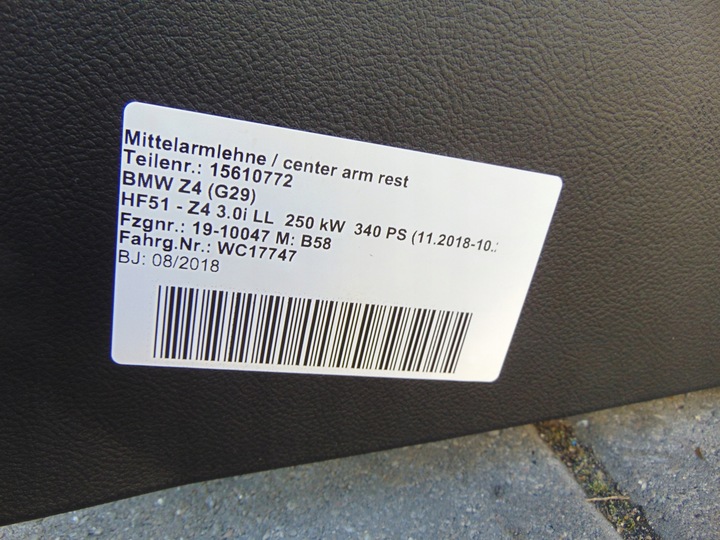 Mittelarmlehne / center arm rest
Teilenr.: 15610772
BMW Z4 (G29)
HF51 - Z4 3.0i LL 250 kW 340 PS (11.2018-10.
Fzgnr.: 19-10047 M: B58
Fahrg.Nr.: WC17747
BJ: 08/2018